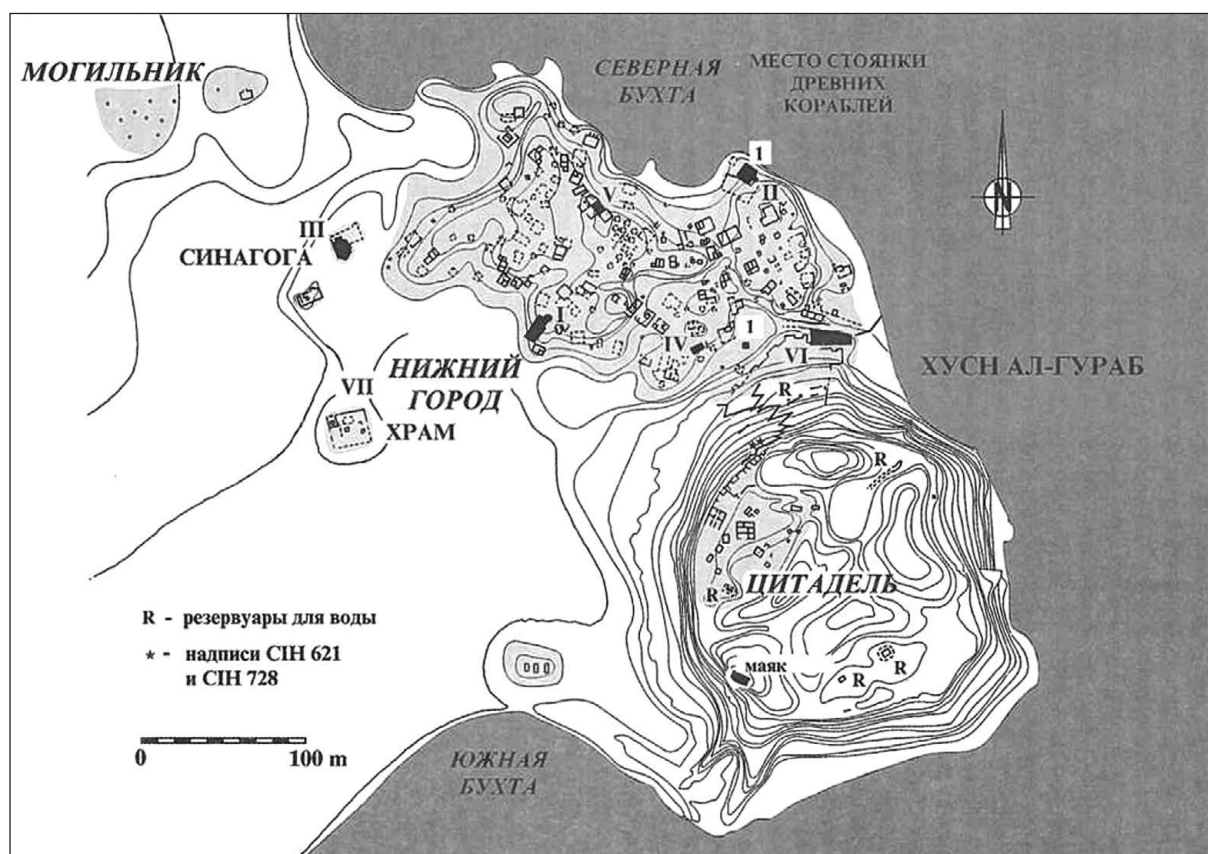 МОГИЛЬНИК
СЕВЕРНАЯ
БУХТА
МЕСТО СТОЯНКИ
ДРЕВНИХ
КОРАБЛЕЙ
1
II
V
N
III
СИНАГОГА
I
1
IV
VI
ХУСН АЛ-ГУРАБ
НИЖНИЙ
ГОРОД
VII
ХРАМ
R
R
ЦИТАДЕЛЬ
R
R - резервуары для воды
* - надписи CIH 621
и CIH 728
маяк
R
R
0 100 m
ЮЖНАЯ
БУХТА